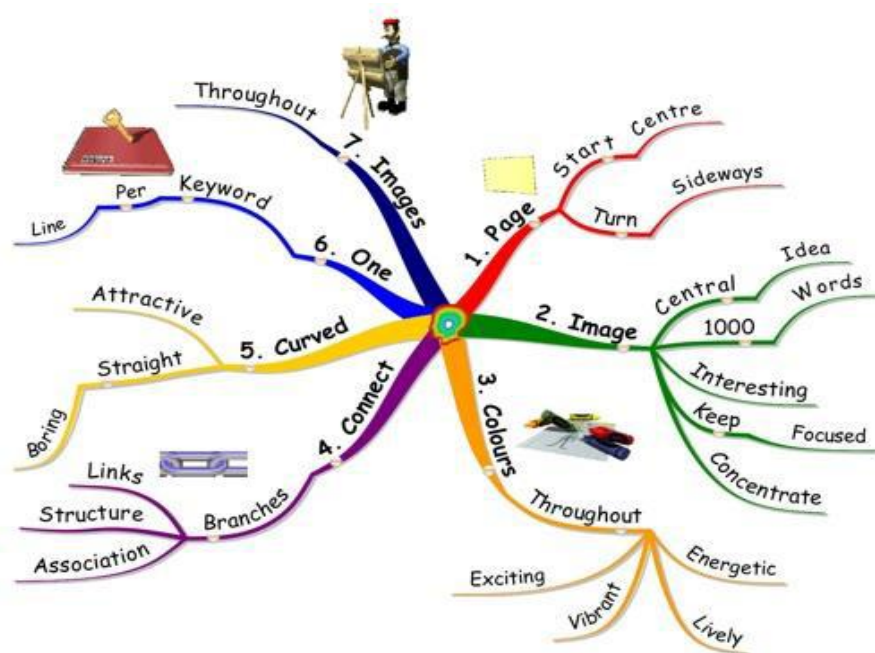 1. Page
Start
Centre
Turn
Sideways
2. Image
Central
Idea
1000
Words
Interesting
Keep
Focused
Concentrate
3. Colours
Throughout
Energetic
Lively
Vibrant
Exciting
4. Connect
Branches
Links
Structure
Association
5. Curved
Attractive
Straight
Boring
6. One
Keyword
Per
Line
7. Images
Throughout